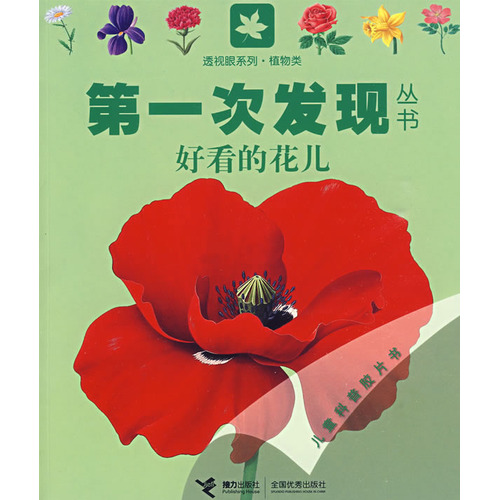 透视眼系列·植物类
第一次发现
丛书
好看的花儿
儿童科普胶片书
接力出版社
Publishing House
全国优秀出版社